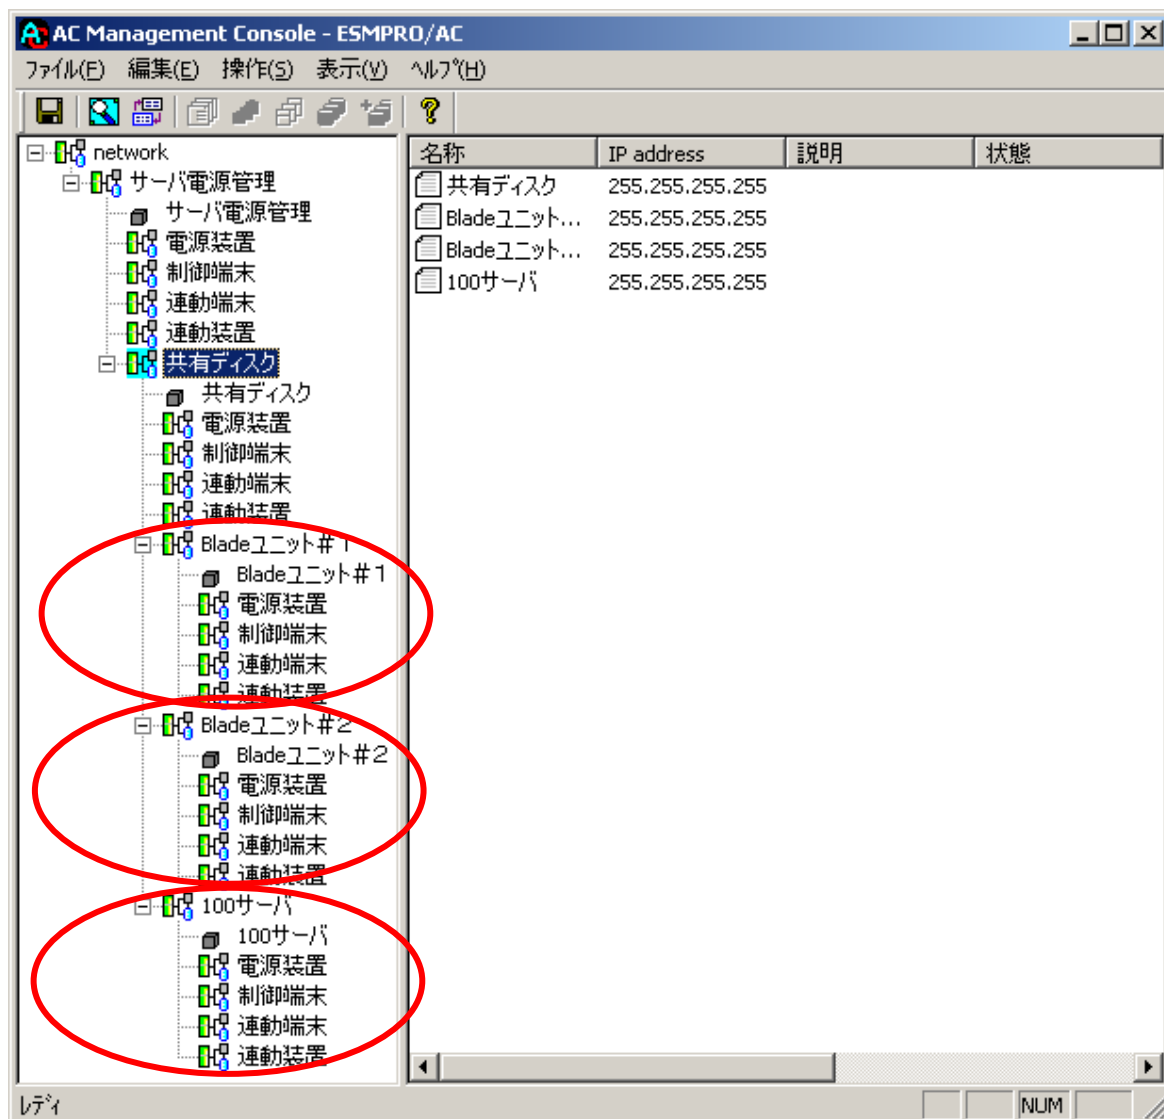 AC Management Console - ESMPRO/AC
ファイル(F) 編集(E) 操作(S) 表示(V) ヘルプ(H)
network
サーバ電源管理
サーバ電源管理
電源装置
制御端末
連動端末
連動装置
共有ディスク
共有ディスク
電源装置
制御端末
連動端末
連動装置
Bladeユニット#1
Bladeユニット#1
電源装置
制御端末
連動端末
連動装置
Bladeユニット#2
Bladeユニット#2
電源装置
制御端末
連動端末
連動装置
100サーバ
100サーバ
電源装置
制御端末
連動端末
連動装置
名称 IP address 説明 状態
共有ディスク 255.255.255.255
Bladeユニット... 255.255.255.255
Bladeユニット... 255.255.255.255
100サーバ 255.255.255.255
レディ NUM